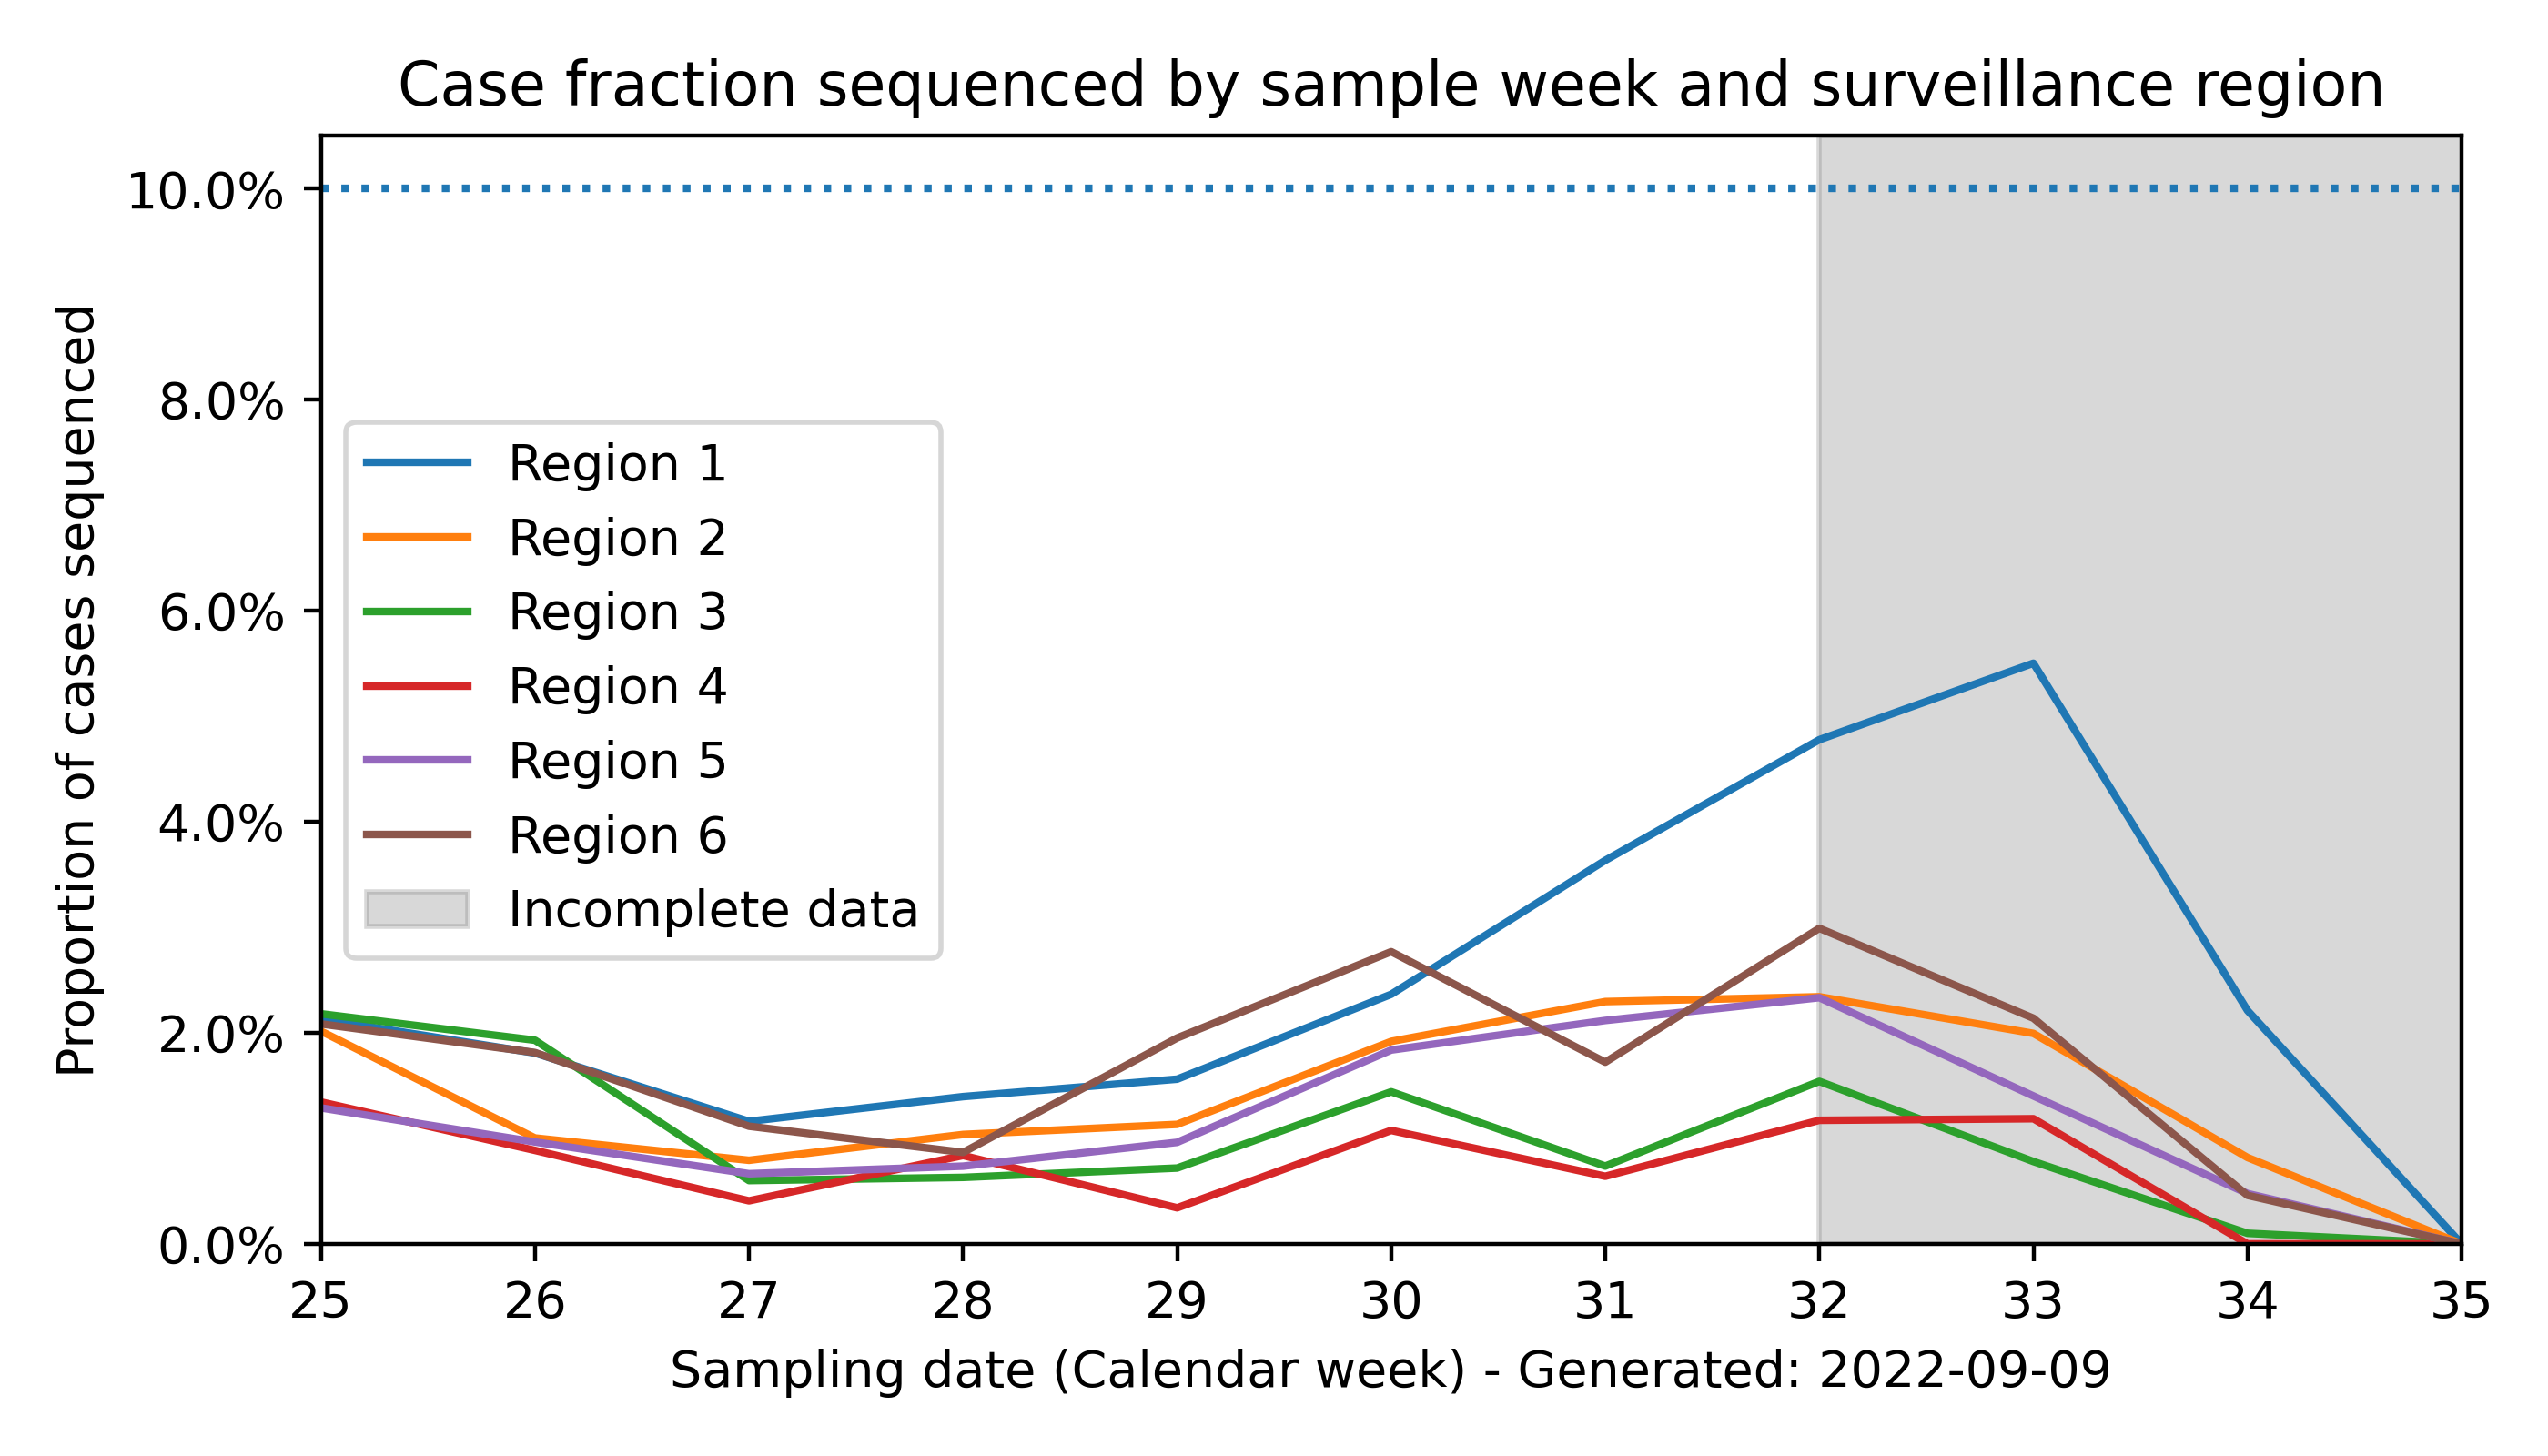 Case fraction sequenced by sample week and surveillance region
Proportion of cases sequenced
10.0%
8.0%
6.0%
4.0%
2.0%
0.0%
Region 1
Region 2
Region 3
Region 4
Region 5
Region 6
Incomplete data
25 26 27 28 29 30 31 32 33 34 35
Sampling date (Calendar week) - Generated: 2022-09-09